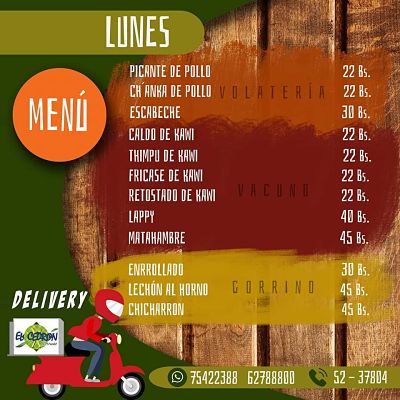 LUNES
MENÚ
PICANTE DE POLLO 22 Bs.
CH´ANKA DE POLLO 22 Bs.
ESCABECHE 30 Bs.
VOLATERÍA
CALDO DE KAWI 22 Bs.
THIMPU DE KAWI 22 Bs.
FRICASE DE KAWI 22 Bs.
RETOSTADO DE KAWI 22 Bs.
LAPPY 40 Bs.
MATAHAMBRE 45 Bs.
VACUNO
ENRROLLADO 30 Bs.
LECHÓN AL HORNO 45 Bs.
CHICHARRON 45 Bs.
GORRINO
DELIVERY
EL CEDRON
75422388 62788800 52 - 37804